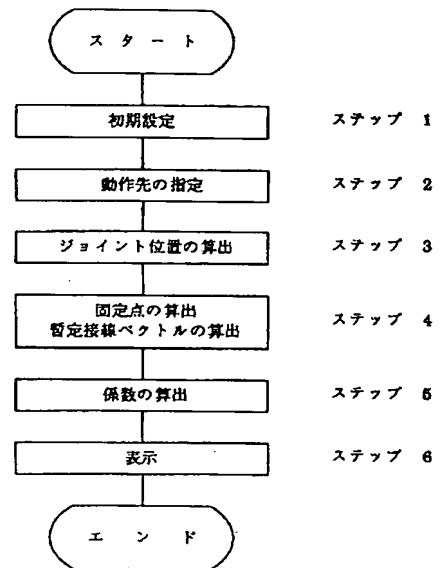 スタート
初期設定 ステップ 1
動作先の指定 ステップ 2
ジョイント位置の算出 ステップ 3
固定点の算出
暫定接線ベクトルの算出 ステップ 4
係数の算出 ステップ 5
表示 ステップ 6
エンド